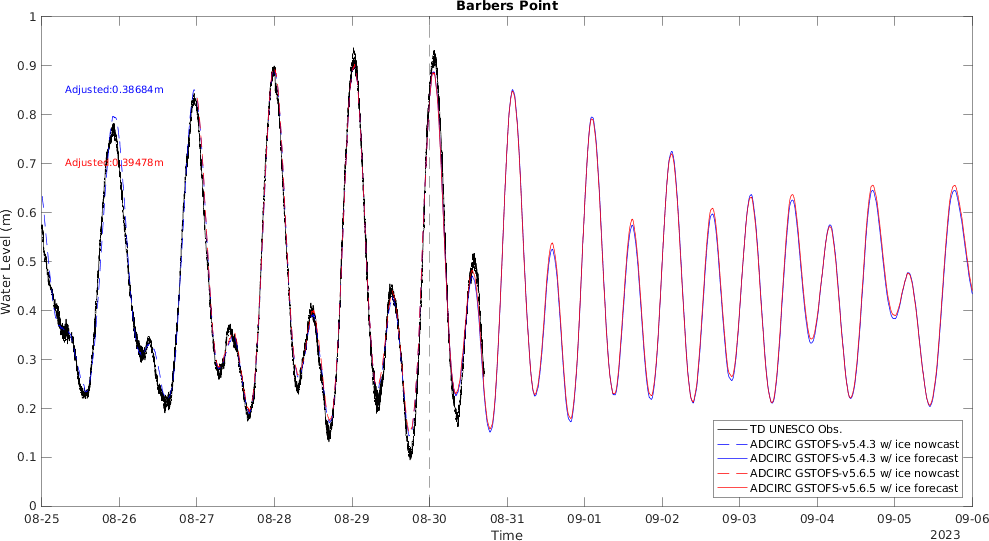 Barbers Point
Water Level (m)
1
0.9
0.8
0.7
0.6
0.5
0.4
0.3
0.2
0.1
0
Adjusted:0.38684m
Adjusted:0.39478m
TD UNESCO Obs.
ADCIRC GSTOFS-v5.4.3 w/ ice nowcast
ADCIRC GSTOFS-v5.4.3 w/ ice forecast
ADCIRC GSTOFS-v5.6.5 w/ ice nowcast
ADCIRC GSTOFS-v5.6.5 w/ ice forecast
08-25 08-26 08-27 08-28 08-29 08-30 08-31 09-01 09-02 09-03 09-04 09-05 09-06
Time
2023